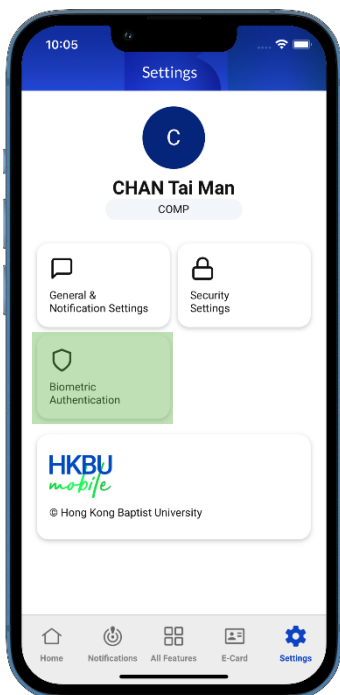 10:05
Settings
C
CHAN Tai Man
COMP
General &
Notification Settings
Security
Settings
Biometric
Authentication
HKBU
mobile
© Hong Kong Baptist University
Home
Notifications
All Features
E-Card
Settings